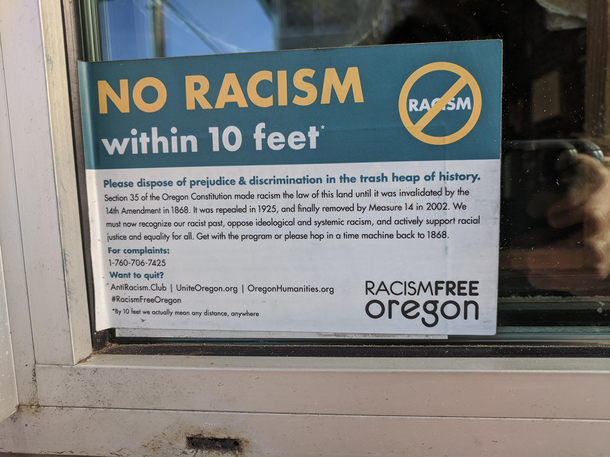 NO RACISM
RACISM
within 10 feet*
Please dispose of prejudice & discrimination in the trash heap of history.
Section 35 of the Oregon Constitution made racism the law of this land until it was invalidated by the
14th Amendment in 1868. It was repealed in 1925, and finally removed by Measure 14 in 2002. We
must now recognize our racist past, oppose ideological and systemic racism, and actively support racial
justice and equality for all. Get with the program or please hop in a time machine back to 1868.
For complaints:
1-760-706-7425
Want to quit?
AntiRacism.Club | UniteOregon.org | OregonHumanities.org
#RacismFreeOregon
*By 10 feet we actually mean any distance, anywhere
RACISMFREE
oregon